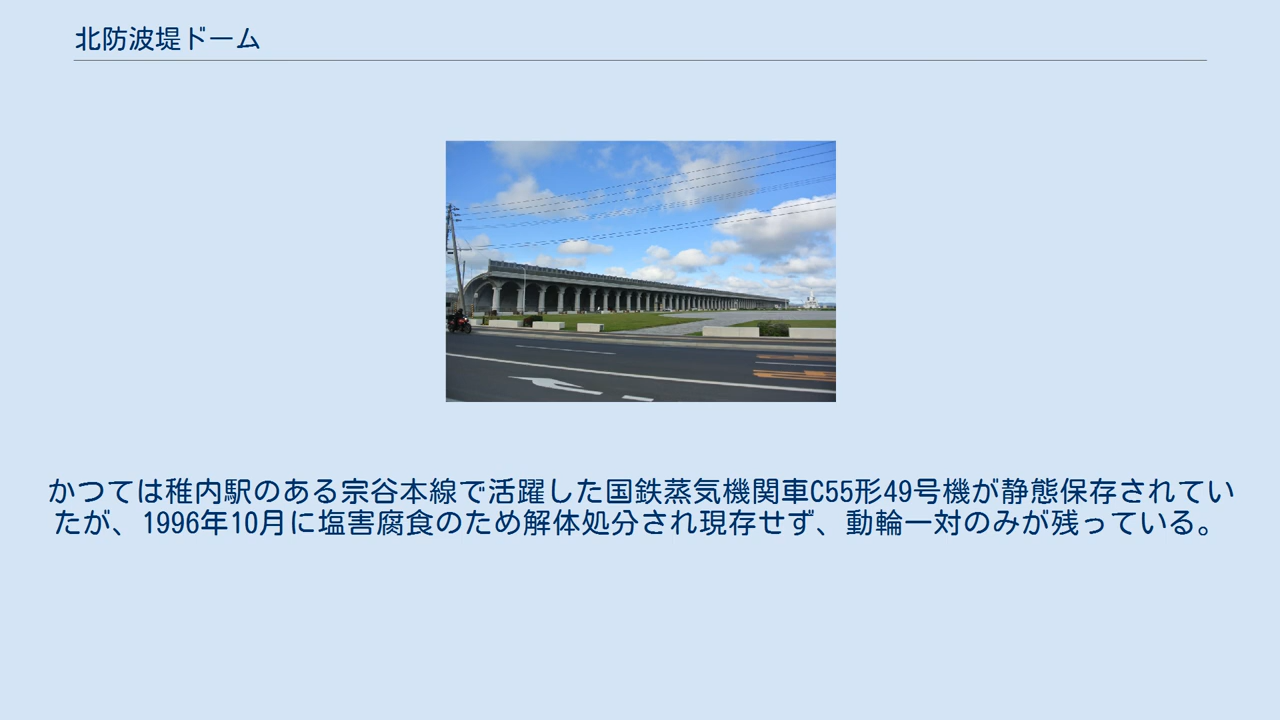 北防波堤ドーム
かつては稚内駅のある宗谷本線で活躍した国鉄蒸気機関車C55形49号機が静態保存されてい
たが、1996年10月に塩害腐食のため解体処分され現存せず、動輪一対のみが残っている。